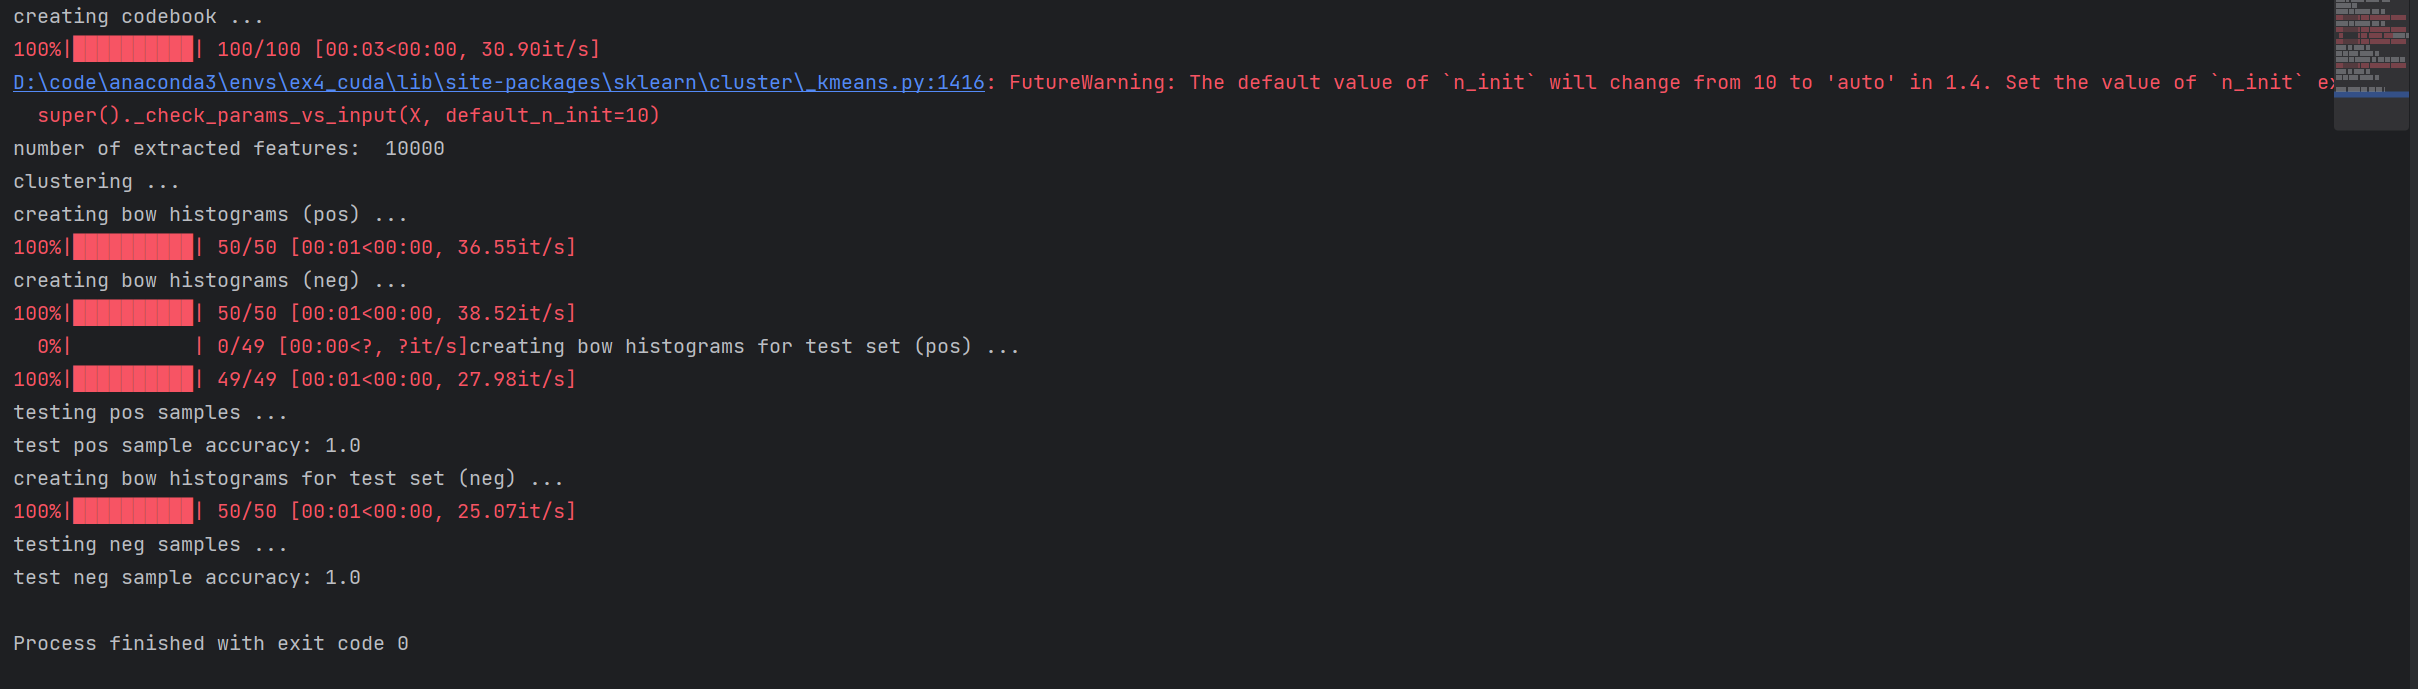 creating codebook ...
100%|██████████| 100/100 [00:03<00:00, 30.90it/s]
D:\code\anaconda3\envs\ex4_cuda\lib\site-packages\sklearn\cluster\_kmeans.py:1416: FutureWarning: The default value of `n_init` will change from 10 to 'auto' in 1.4. Set the value of `n_init` ex
  super()._check_params_vs_input(X, default_n_init=10)
number of extracted features:  10000
clustering ...
creating bow histograms (pos) ...
100%|██████████| 50/50 [00:01<00:00, 36.55it/s]
creating bow histograms (neg) ...
100%|██████████| 50/50 [00:01<00:00, 38.52it/s]
  0%|          | 0/49 [00:00<?, ?it/s]creating bow histograms for test set (pos) ...
100%|██████████| 49/49 [00:01<00:00, 27.98it/s]
testing pos samples ...
test pos sample accuracy: 1.0
creating bow histograms for test set (neg) ...
100%|██████████| 50/50 [00:01<00:00, 25.07it/s]
testing neg samples ...
test neg sample accuracy: 1.0

Process finished with exit code 0